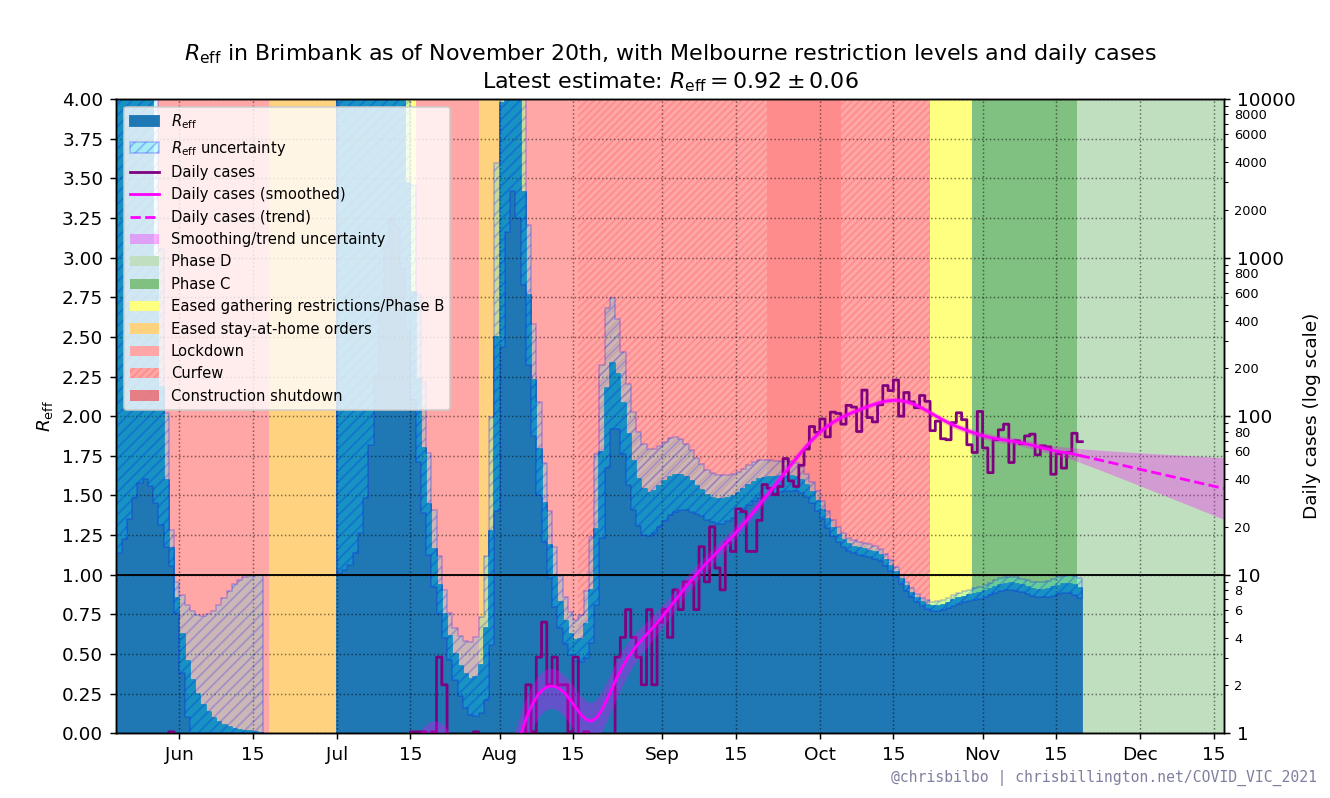 Reff in Brimbank as of November 20th, with Melbourne restriction levels and daily cases
Latest estimate: Reff = 0.92 ± 0.06
Reff
Reff uncertainty
Daily cases
Daily cases (smoothed)
Daily cases (trend)
Smoothing/trend uncertainty
Phase D
Phase C
Eased gathering restrictions/Phase B
Eased stay-at-home orders
Lockdown
Curfew
Construction shutdown
Reff
4.00
3.75
3.50
3.25
3.00
2.75
2.50
2.25
2.00
1.75
1.50
1.25
1.00
0.75
0.50
0.25
0.00
Jun 15 Jul 15 Aug 15 Sep 15 Oct 15 Nov 15 Dec 15
10000
8000
6000
4000
2000
1000
800
600
400
200
100
80
60
40
20
10
8
6
4
2
1
Daily cases (log scale)
@chrisbilbo | chrisbillington.net/COVID_VIC_2021